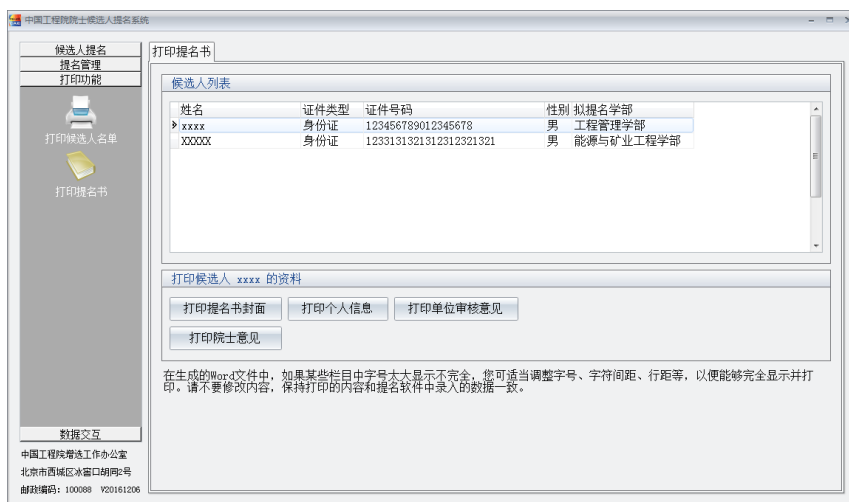 中国工程院院士候选人提名系统
候选人提名
提名管理
打印功能
打印候选人名单
打印提名书
数据交互
中国工程院增选工作办公室
北京市西城区冰窖口胡同2号
邮政编码：100088 V20161206
打印提名书
候选人列表
姓名 证件类型 证件号码 性别 拟提名学部
xxxx 身份证 123456789012345678 男 工程管理学部
XXXXX 身份证 1233131321312312321321 男 能源与矿业工程学部
打印候选人 xxxx 的资料
打印提名书封面 打印个人信息 打印单位审核意见
打印院士意见
在生成的Word文件中，如果某些栏目中字号太大显示不完全，您可适当调整字号、字符间距、行距等，以便能够完全显示并打
印。请不要修改内容，保持打印的内容和提名软件中录入的数据一致。